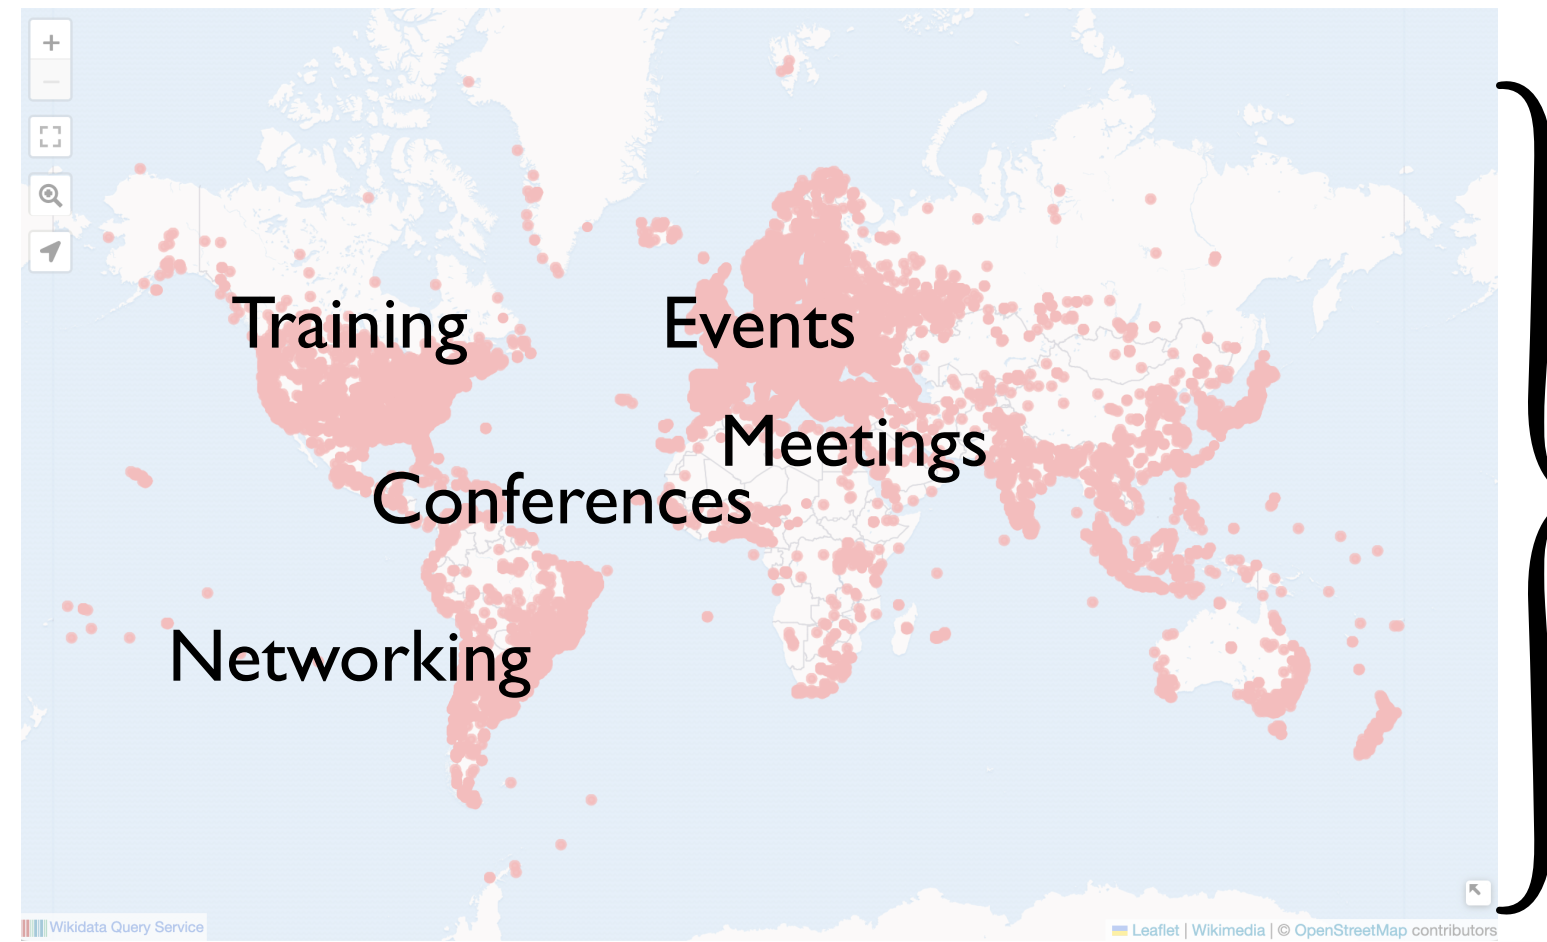 Training
Events
Meetings
Conferences
Networking
Wikidata Query Service
Leaflet | Wikimedia | © OpenStreetMap contributors